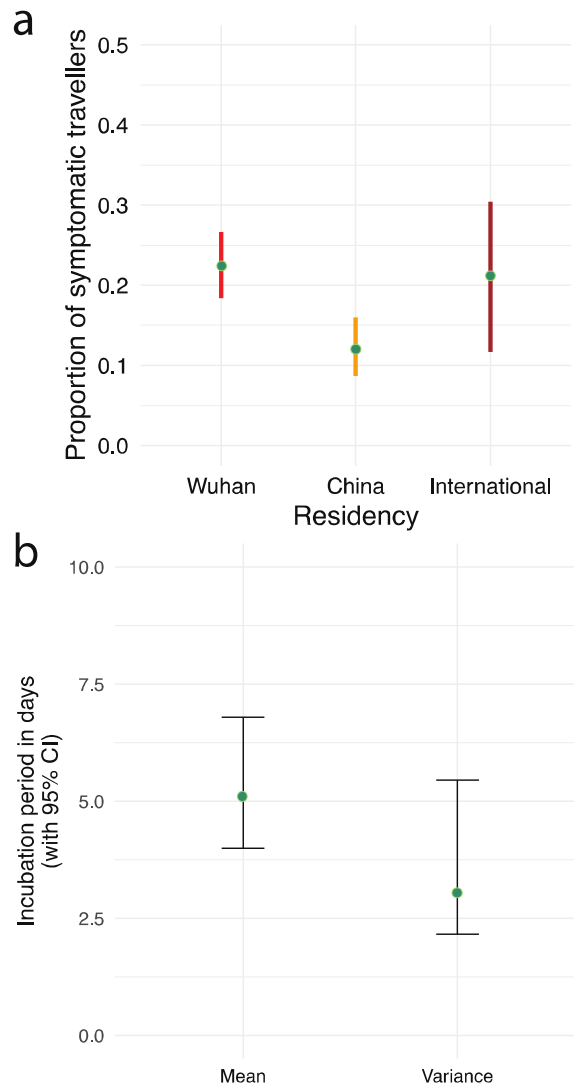 a
Proportion of symptomatic travellers
0.5
0.4
0.3
0.2
0.1
0.0
Wuhan China International
Residency
b
Incubation period in days
(with 95% CI)
10.0
7.5
5.0
2.5
0.0
Mean Variance